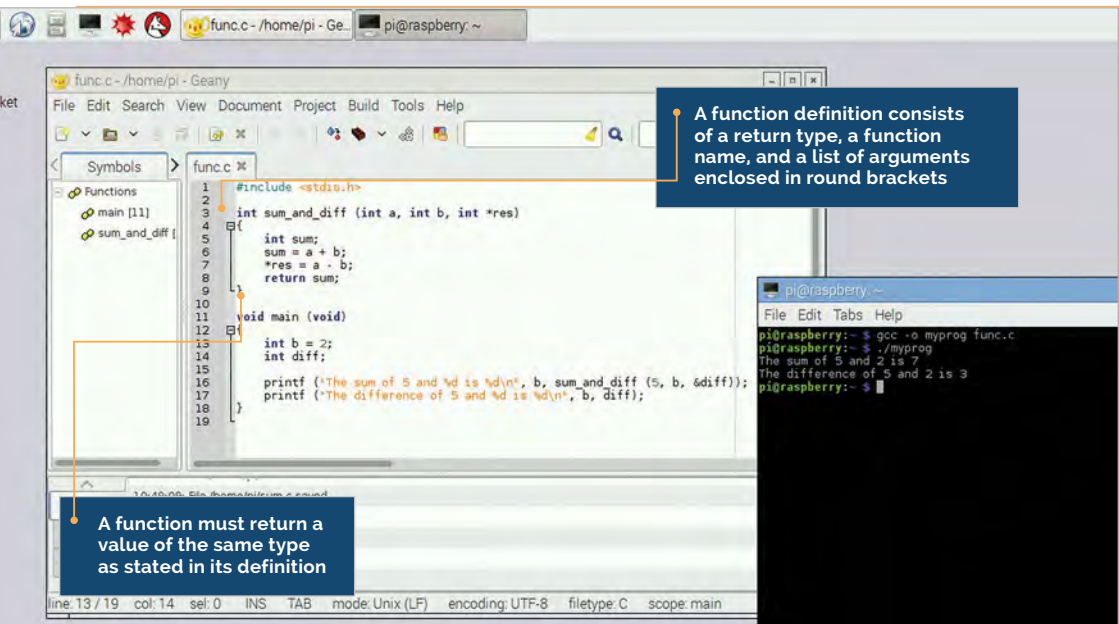 func.c - /home/pi - Ge...
pi@raspberry: ~
ket
func.c - /home/pi - Geany
File Edit Search View Document Project Build Tools Help
A function definition consists
of a return type, a function
name, and a list of arguments
enclosed in round brackets
Symbols
func.c
Functions
main [11]
sum_and_diff [
1 #include <stdio.h>
2
3 int sum_and_diff (int a, int b, int *res)
4 {
5 int sum;
6 sum = a + b;
7 *res = a - b;
8 return sum;
9 }
10
11 void main (void)
12 {
13 int b = 2;
14 int diff;
15
16 printf ("The sum of 5 and %d is %d\n", b, sum_and_diff (5, b, &diff));
17 printf ("The difference of 5 and %d is %d\n", b, diff);
18 }
19
pi@raspberry: ~
File Edit Tabs Help
pi@raspberry:~ $ gcc -o myprog func.c
pi@raspberry:~ $ ./myprog
The sum of 5 and 2 is 7
The difference of 5 and 2 is 3
pi@raspberry:~ $
File /home/pi/sum.c saved
A function must return a
value of the same type
as stated in its definition
line: 13 / 19 col: 14 sel: 0 INS TAB mode: Unix (LF) encoding: UTF-8 filetype: C scope: main